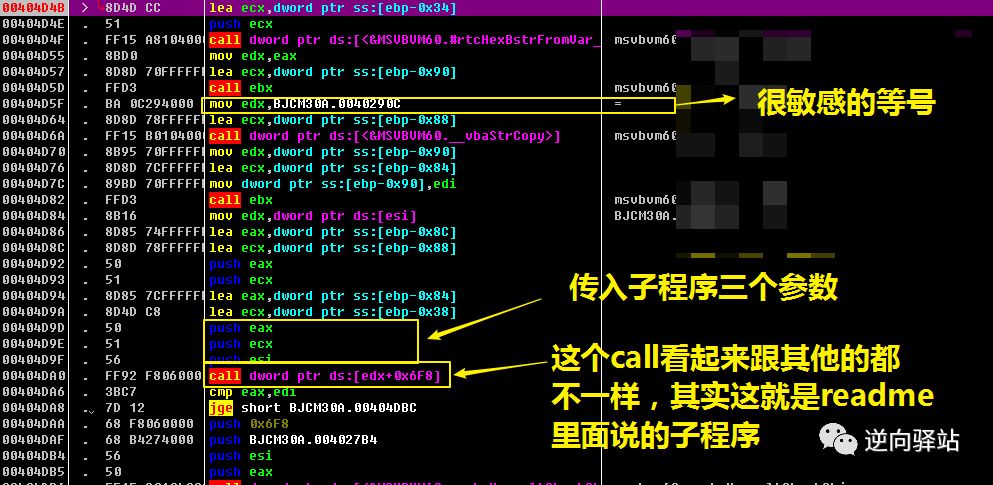 00404D4B > 8D4D CC lea ecx,dword ptr ss:[ebp-0x34]
00404D4E . 51 push ecx
00404D4F . FF15 A8104000 call dword ptr ds:[<&MSVBVM60.#rtcHexBstrFromVar_ msvbvm60
00404D55 . 8BD0 mov edx,eax
00404D57 . 8D8D 70FFFFFF lea ecx,dword ptr ss:[ebp-0x90]
00404D5D . FFD3 call ebx msvbvm60
00404D5F . BA 0C294000 mov edx,BJCM30A.0040290C =
00404D64 . 8D8D 78FFFFFF lea ecx,dword ptr ss:[ebp-0x88]
00404D6A . FF15 B0104000 call dword ptr ds:[<&MSVBVM60.__vbaStrCopy>] msvbvm60
00404D70 . 8B95 70FFFFFF mov edx,dword ptr ss:[ebp-0x90]
00404D76 . 8D8D 7CFFFFFF lea ecx,dword ptr ss:[ebp-0x84]
00404D7C . 89BD 70FFFFFF mov dword ptr ss:[ebp-0x90],edi
00404D82 . FFD3 call ebx msvbvm60
00404D84 . 8B16 mov edx,dword ptr ds:[esi] BJCM30A.
00404D86 . 8D85 74FFFFFF lea eax,dword ptr ss:[ebp-0x8C]
00404D8C . 8D8D 78FFFFFF lea ecx,dword ptr ss:[ebp-0x88]
00404D92 . 50 push eax
00404D93 . 51 push ecx
00404D94 . 8D85 7CFFFFFF lea eax,dword ptr ss:[ebp-0x84]
00404D9A . 8D4D C8 lea ecx,dword ptr ss:[ebp-0x38]
00404D9D . 50 push eax
00404D9E . 51 push ecx
00404D9F . 56 push esi
00404DA0 . FF92 F8060000 call dword ptr ds:[edx+0x6F8]
00404DA6 . 3BC7 cmp eax,edi
00404DA8 . 7D 12 jge short BJCM30A.00404DBC
00404DAA . 68 F8060000 push 0x6F8
00404DAF . 68 B4274000 push BJCM30A.004027B4
00404DB4 . 56 push esi
00404DB5 . 50 push eax
很敏感的等号
传入子程序三个参数
这个call看起来跟其他的都
不一样，其实这就是readme
里面说的子程序
逆向驿站